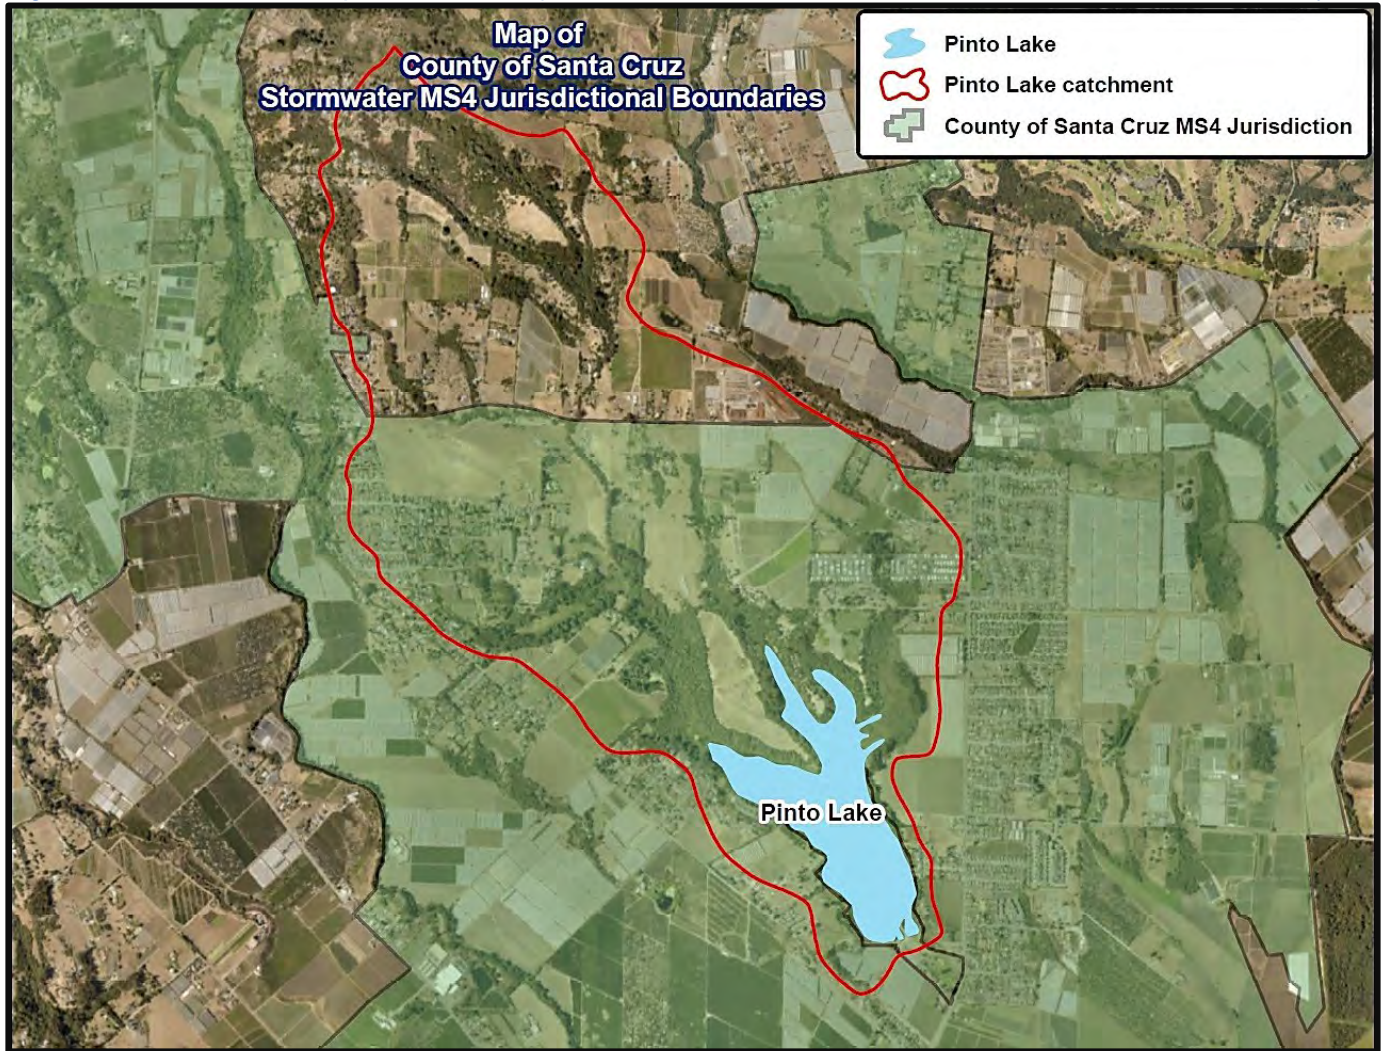 Map of
County of Santa Cruz
Stormwater MS4 Jurisdictional Boundaries
Pinto Lake
Pinto Lake catchment
County of Santa Cruz MS4 Jurisdiction
Pinto Lake